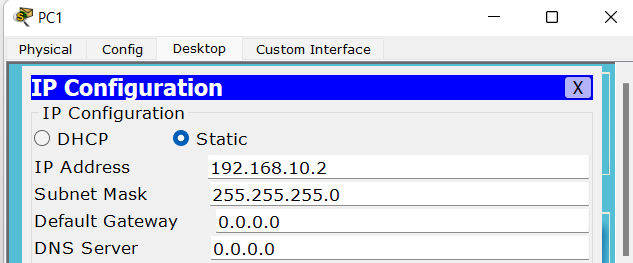 PC1
Physical Config Desktop Custom Interface
IP Configuration X
IP Configuration
DHCP Static
IP Address 192.168.10.2
Subnet Mask 255.255.255.0
Default Gateway 0.0.0.0
DNS Server 0.0.0.0